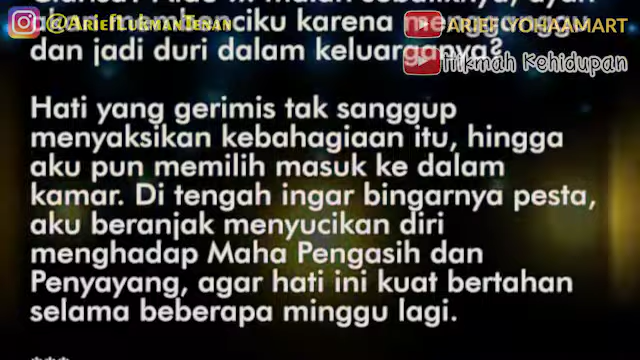 @AriefLukmanJenan
ARIEF YOHAAMART
Hikmah Kehidupan
dan jadi duri dalam keluarganya?
Hati yang gerimis tak sanggup
menyaksikan kebahagiaan itu, hingga
aku pun memilih masuk ke dalam
kamar. Di tengah ingar bingarnya pesta,
aku beranjak menyucikan diri
menghadap Maha Pengasih dan
Penyayang, agar hati ini kuat bertahan
selama beberapa minggu lagi.
***